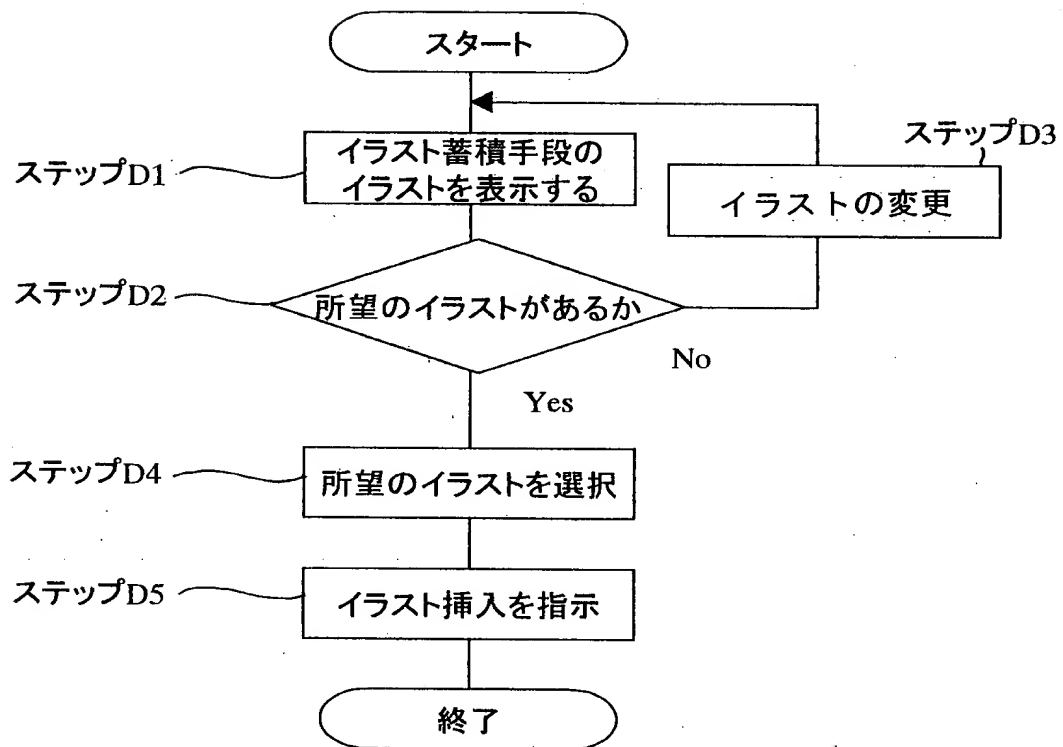 スタート
ステップD3
ステップD1
イラスト蓄積手段の
イラストを表示する
イラストの変更
ステップD2
所望のイラストがあるか
No
Yes
ステップD4
所望のイラストを選択
ステップD5
イラスト挿入を指示
終了